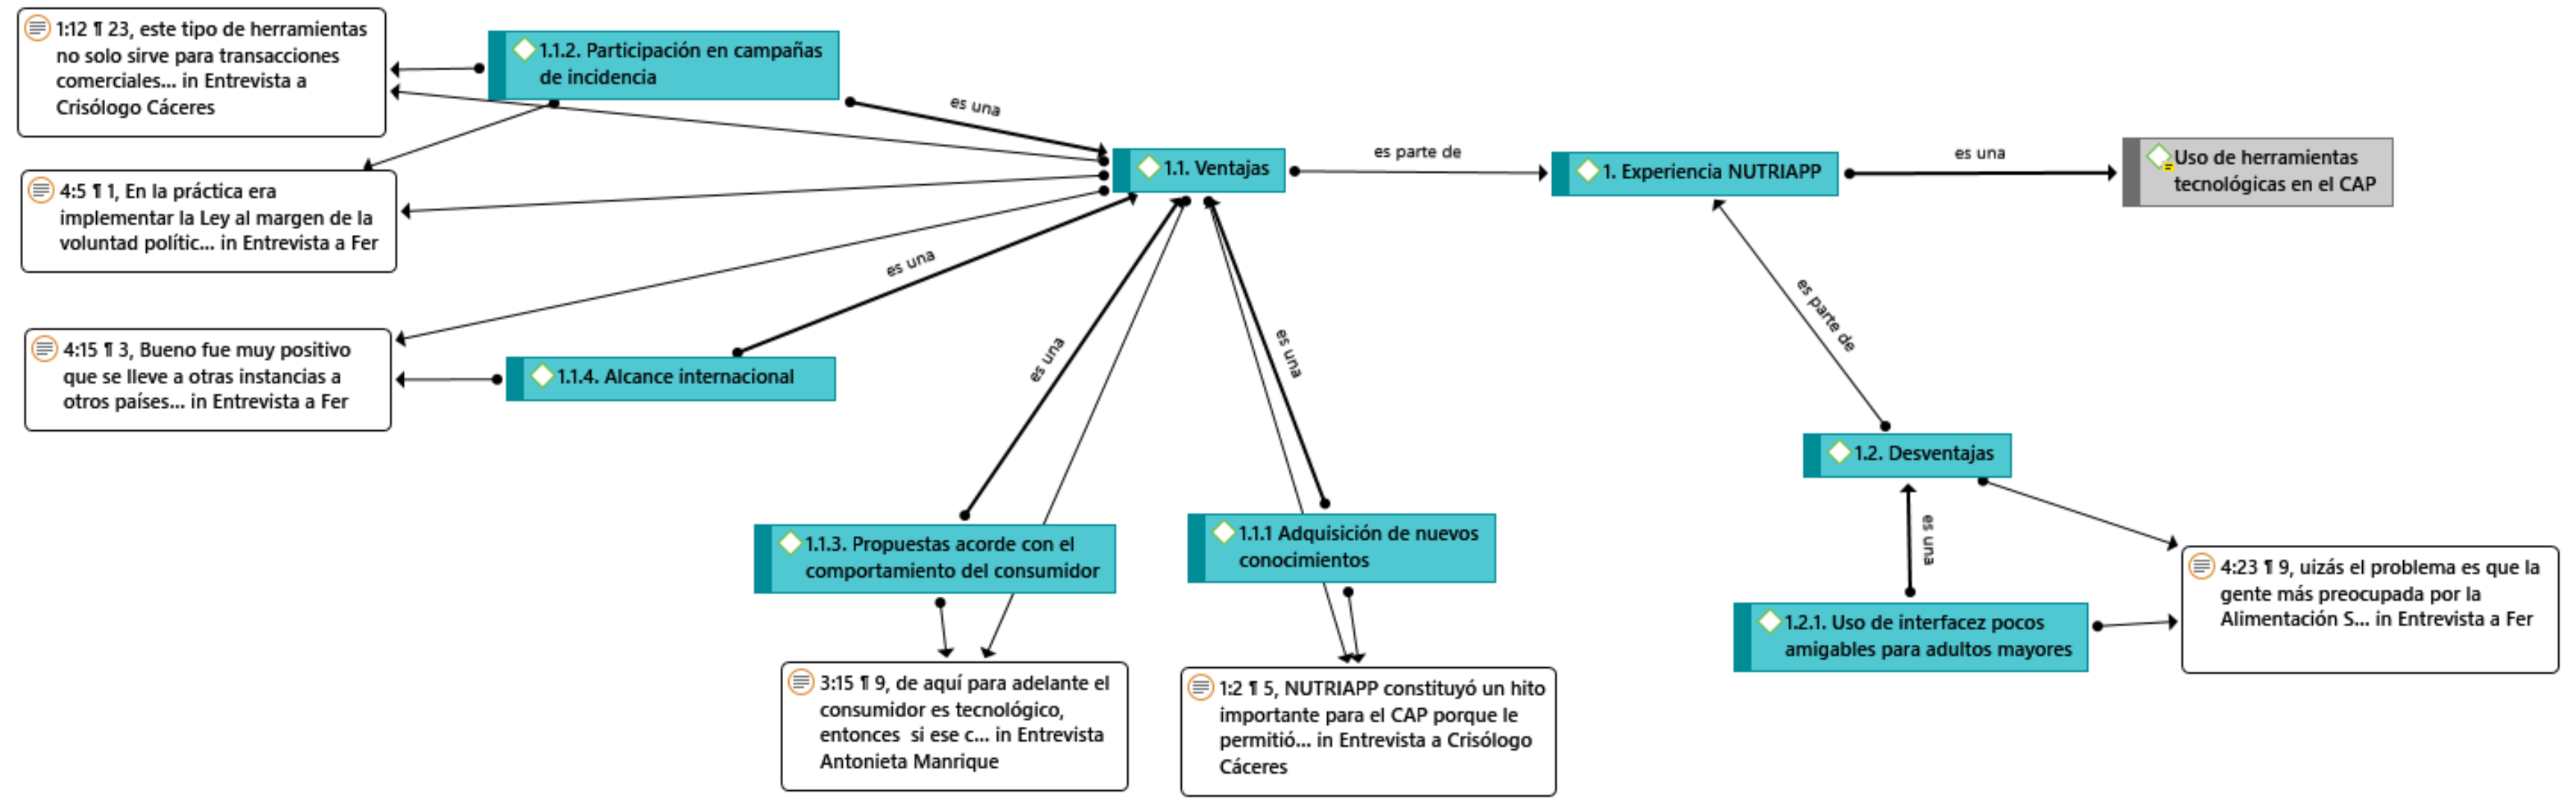 1:12 ¶ 23, este tipo de herramientas
no solo sirve para transacciones
comerciales... in Entrevista a
Crisólogo Cáceres
1.1.2. Participación en campañas
de incidencia
es una
4:5 ¶ 1, En la práctica era
implementar la Ley al margen de la
voluntad polític... in Entrevista a Fer
1.1. Ventajas
es parte de
1. Experiencia NUTRIAPP
es una
Uso de herramientas
tecnológicas en el CAP
es una
4:15 ¶ 3, Bueno fue muy positivo
que se lleve a otras instancias a
otros países... in Entrevista a Fer
1.1.4. Alcance internacional
es una
es una
es parte de
1.2. Desventajas
1.1.3. Propuestas acorde con el
comportamiento del consumidor
1.1.1 Adquisición de nuevos
conocimientos
es una
4:23 ¶ 9, uizás el problema es que la
gente más preocupada por la
Alimentación S... in Entrevista a Fer
1.2.1. Uso de interfacez pocos
amigables para adultos mayores
3:15 ¶ 9, de aquí para adelante el
consumidor es tecnológico,
entonces  si ese c... in Entrevista
Antonieta Manrique
1:2 ¶ 5, NUTRIAPP constituyó un hito
importante para el CAP porque le
permitió... in Entrevista a Crisólogo
Cáceres